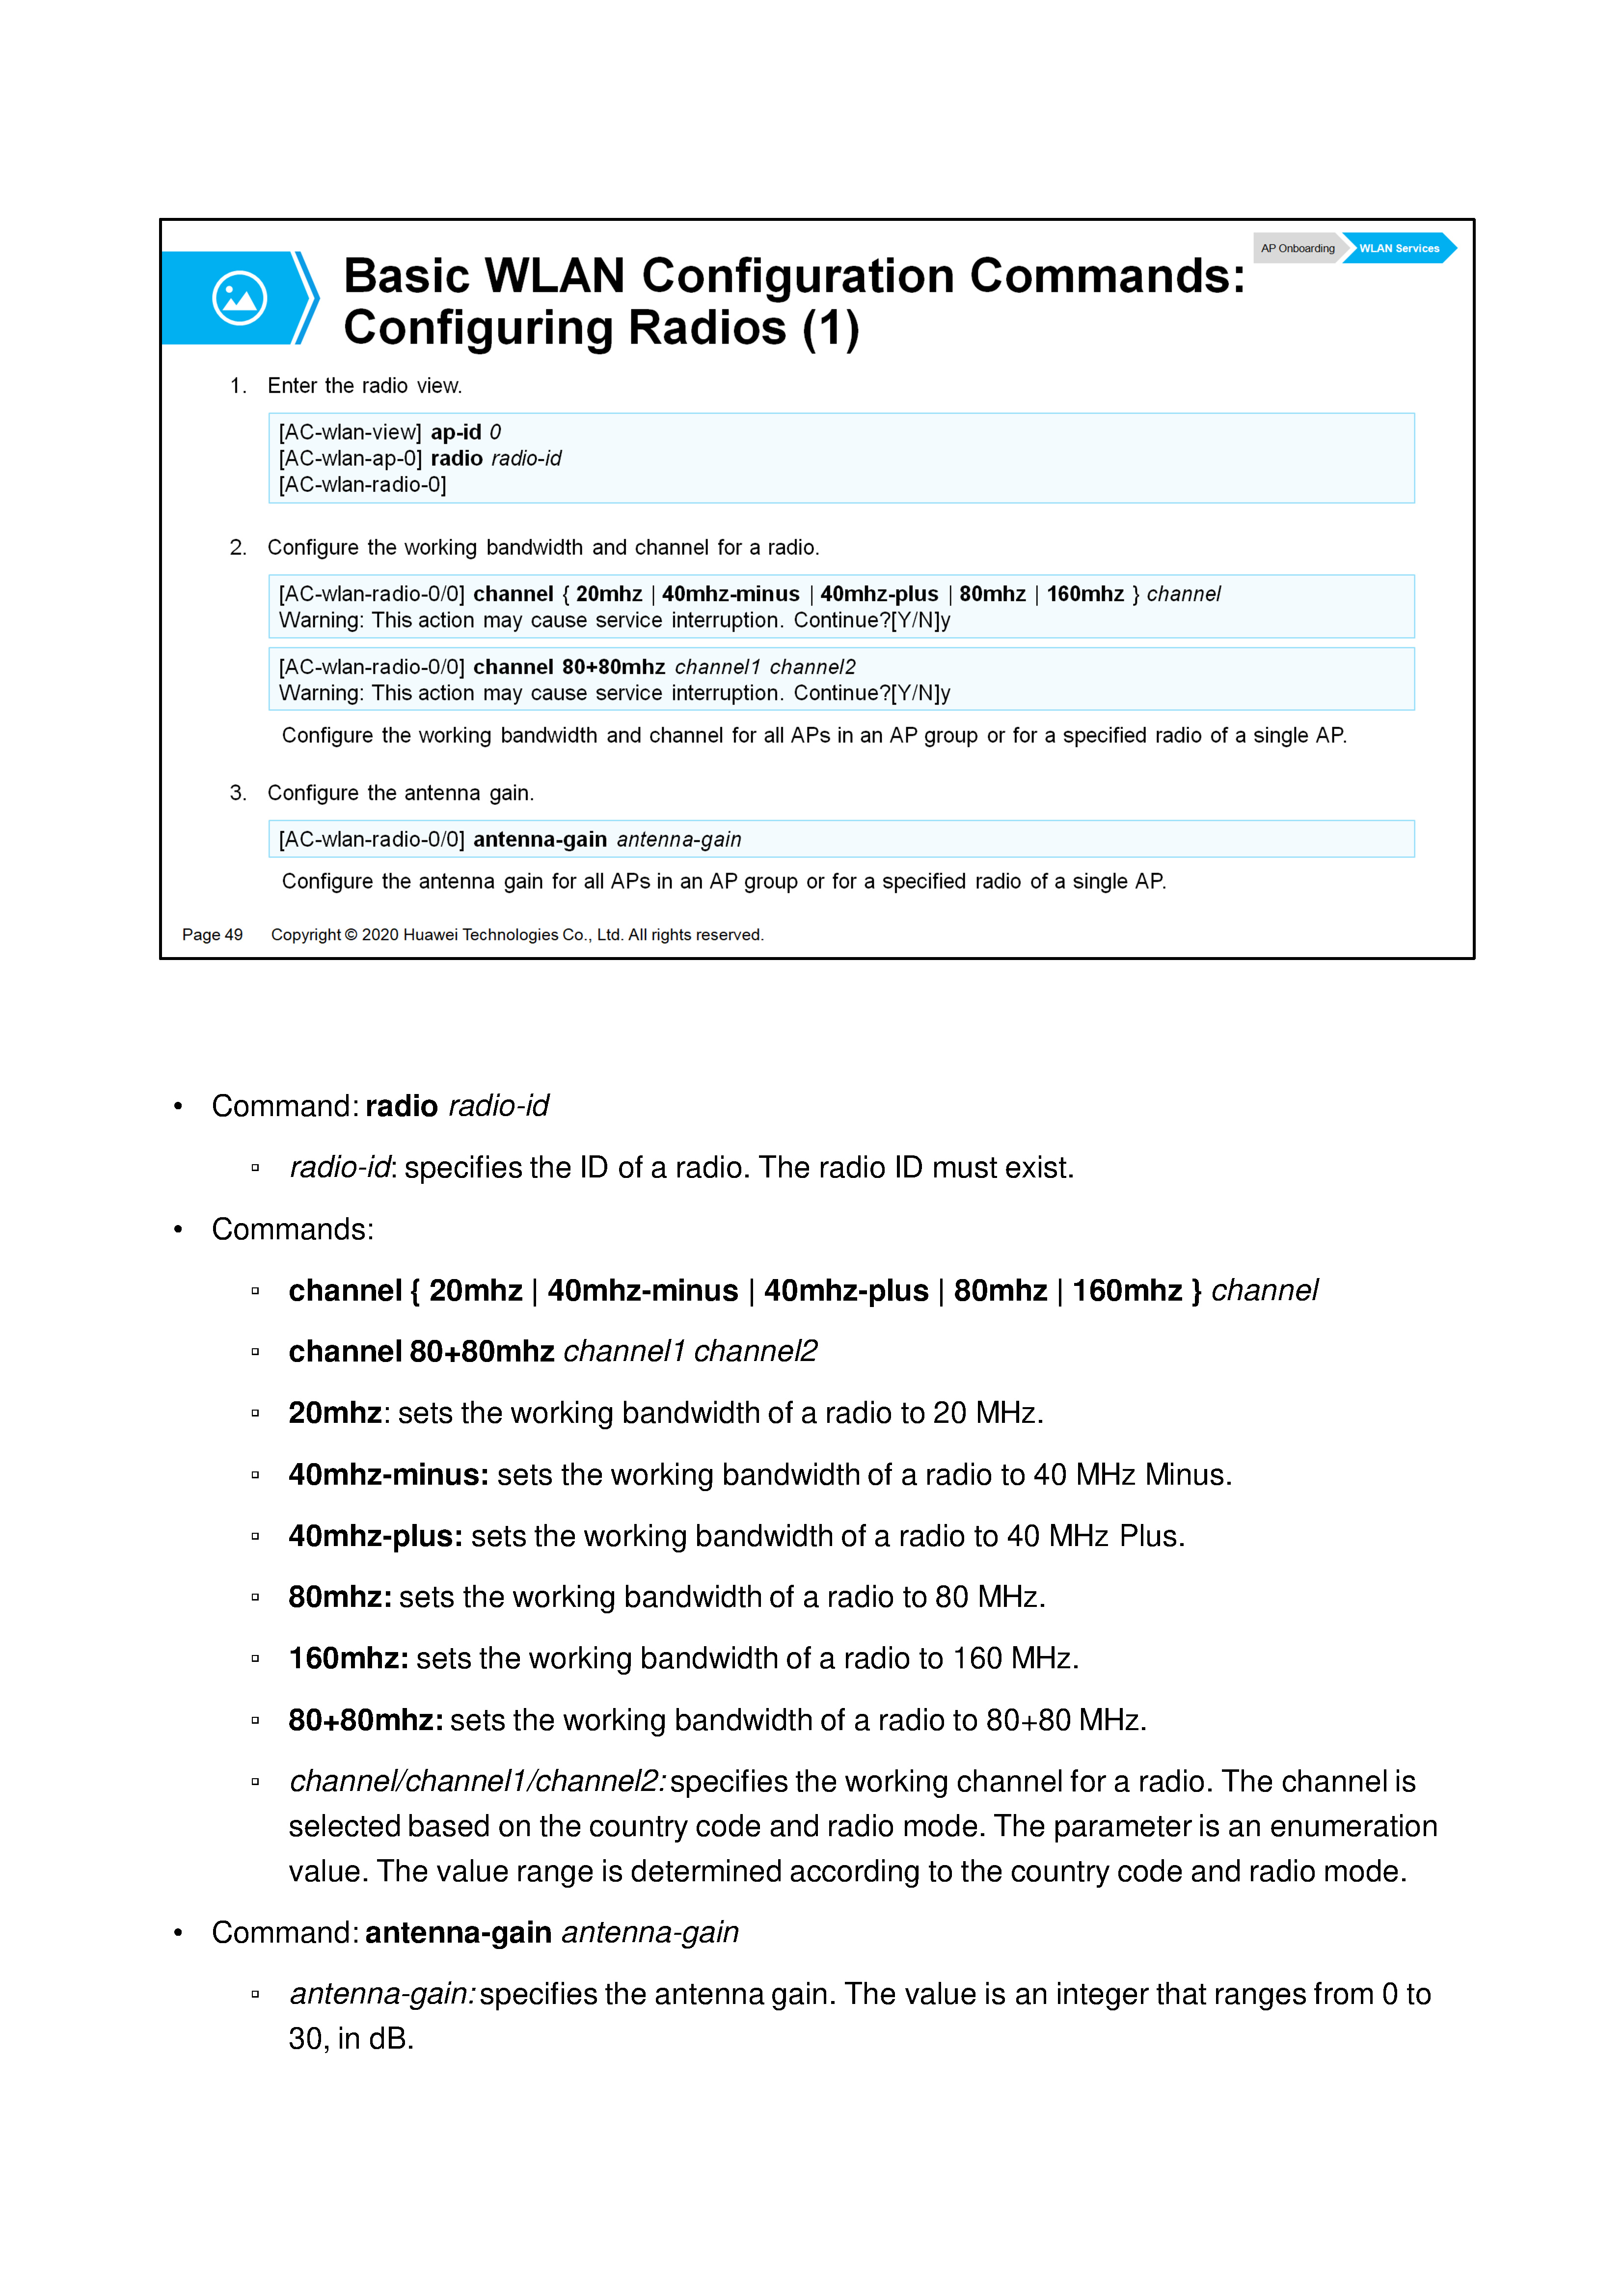 AP Onboarding
WLAN Services
Basic WLAN Configuration Commands:
Configuring Radios (1)
1. Enter the radio view.
[AC-wlan-view] ap-id 0
[AC-wlan-ap-0] radio radio-id
[AC-wlan-radio-0]
2. Configure the working bandwidth and channel for a radio.
[AC-wlan-radio-0/0] channel { 20mhz | 40mhz-minus | 40mhz-plus | 80mhz | 160mhz } channel
Warning: This action may cause service interruption. Continue?[Y/N]y
[AC-wlan-radio-0/0] channel 80+80mhz channel1 channel2
Warning: This action may cause service interruption. Continue?[Y/N]y
Configure the working bandwidth and channel for all APs in an AP group or for a specified radio of a single AP.
3. Configure the antenna gain.
[AC-wlan-radio-0/0] antenna-gain antenna-gain
Configure the antenna gain for all APs in an AP group or for a specified radio of a single AP.
Page 49 Copyright © 2020 Huawei Technologies Co., Ltd. All rights reserved.
• Command: radio radio-id
▫ radio-id: specifies the ID of a radio. The radio ID must exist.
• Commands:
▫ channel { 20mhz | 40mhz-minus | 40mhz-plus | 80mhz | 160mhz } channel
▫ channel 80+80mhz channel1 channel2
▫ 20mhz: sets the working bandwidth of a radio to 20 MHz.
▫ 40mhz-minus: sets the working bandwidth of a radio to 40 MHz Minus.
▫ 40mhz-plus: sets the working bandwidth of a radio to 40 MHz Plus.
▫ 80mhz: sets the working bandwidth of a radio to 80 MHz.
▫ 160mhz: sets the working bandwidth of a radio to 160 MHz.
▫ 80+80mhz: sets the working bandwidth of a radio to 80+80 MHz.
▫ channel/channel1/channel2: specifies the working channel for a radio. The channel is
selected based on the country code and radio mode. The parameter is an enumeration
value. The value range is determined according to the country code and radio mode.
• Command: antenna-gain antenna-gain
▫ antenna-gain: specifies the antenna gain. The value is an integer that ranges from 0 to
30, in dB.